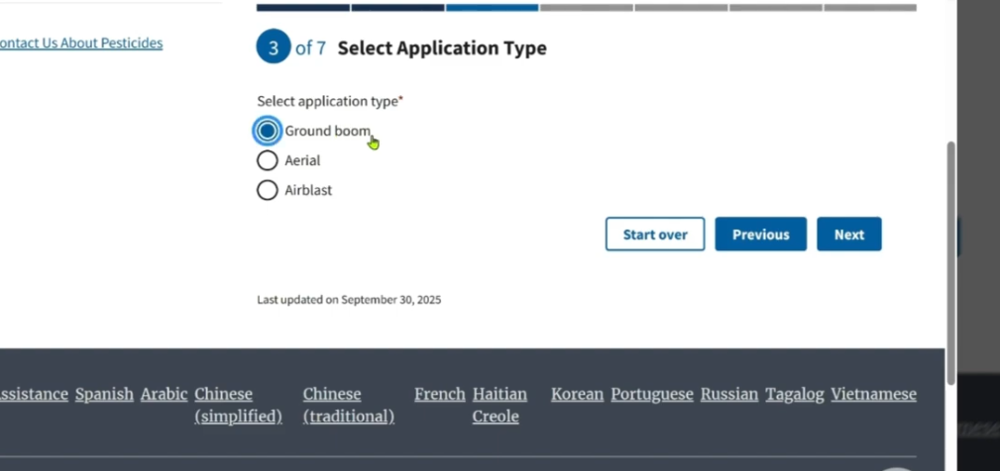 ontact Us About Pesticides
3 of 7 Select Application Type
Select application type*
Ground boom
Aerial
Airblast
Start over Previous Next
Last updated on September 30, 2025
ssistance Spanish Arabic Chinese (simplified) Chinese (traditional) French Haitian Creole Korean Portuguese Russian Tagalog Vietnamese